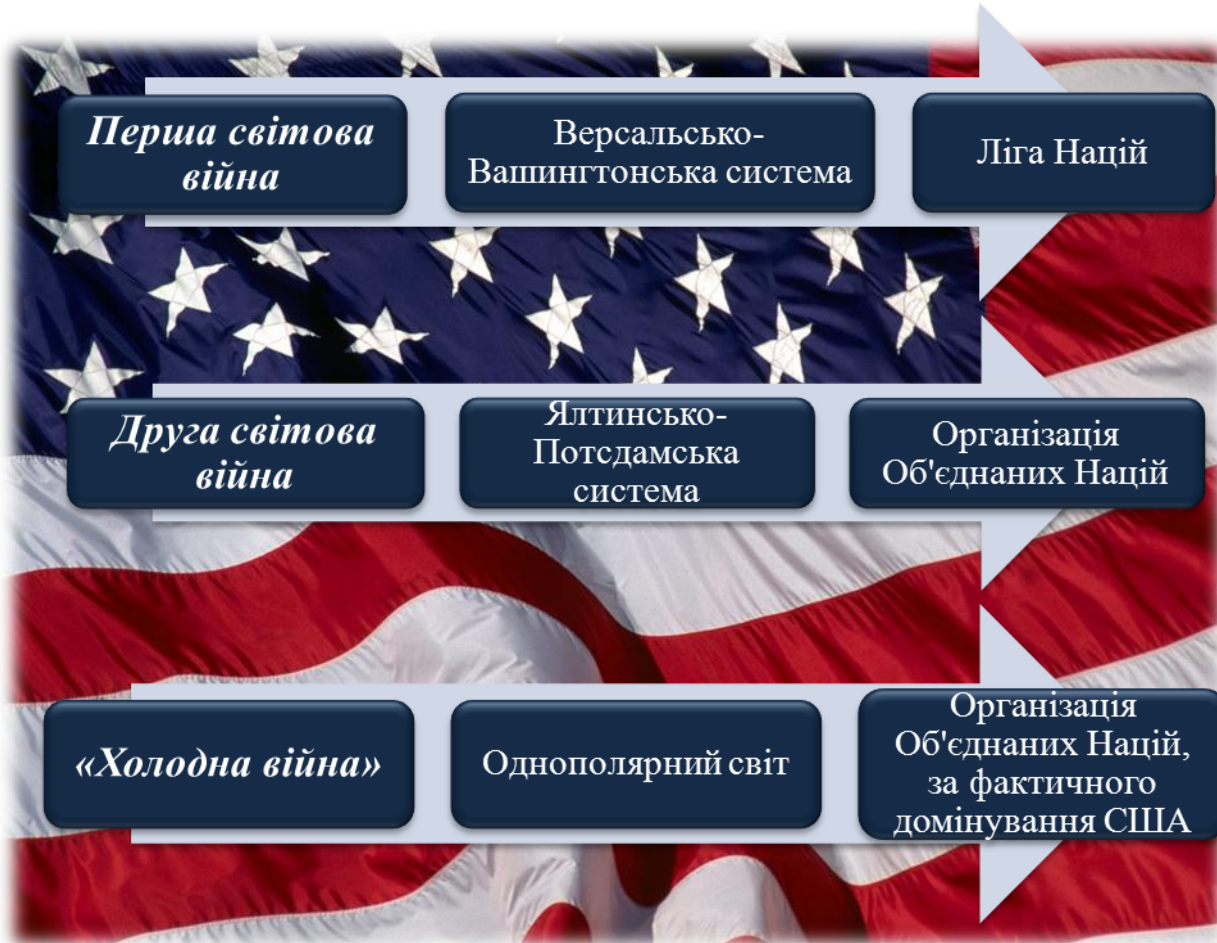 Перша світова
війна
Версальсько-
Вашингтонська система
Ліга Націй
Друга світова
війна
Ялтинсько-
Потсдамська
система
Організація
Об'єднаних Націй
«Холодна війна»
Однополярний світ
Організація
Об'єднаних Націй,
за фактичного
домінування США